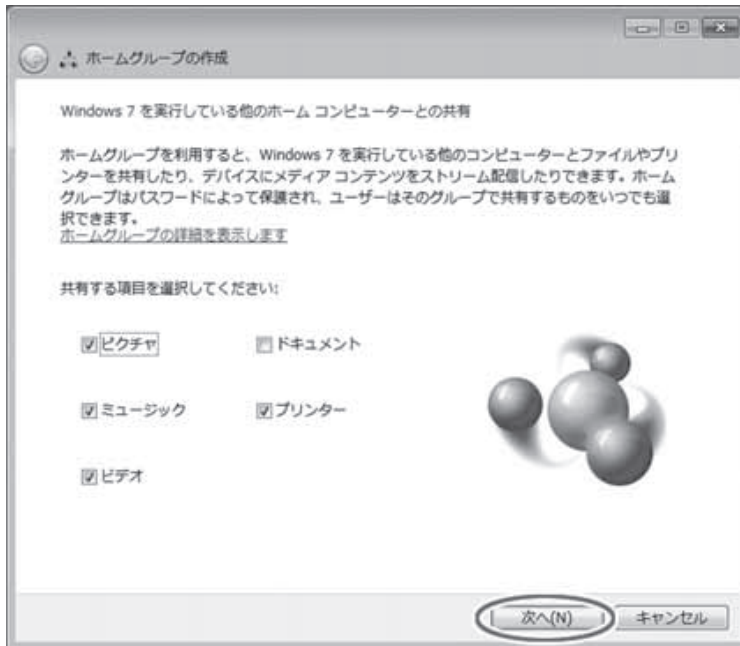 ホームグループの作成
Windows 7 を実行している他のホーム コンピューターとの共有
ホームグループを利用すると、Windows 7 を実行している他のコンピューターとファイルやプリ
ンターを共有したり、デバイスにメディア コンテンツをストリーム配信したりできます。ホーム
グループはパスワードによって保護され、ユーザーはそのグループで共有するものをいつでも選
択できます。
ホームグループの詳細を表示します
共有する項目を選択してください:
ピクチャ ドキュメント
ミュージック プリンター
ビデオ
次へ(N) キャンセル